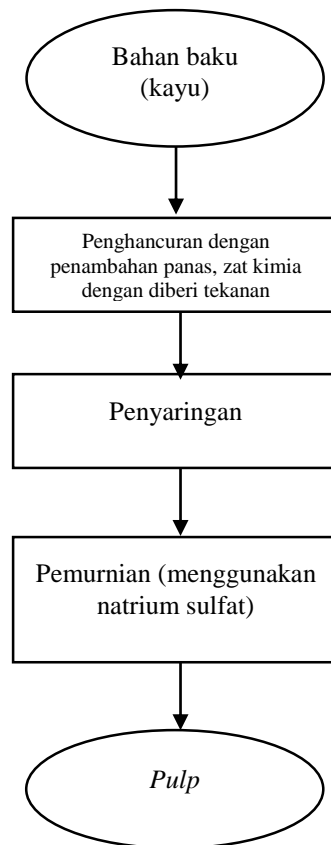 Bahan baku
(kayu)
Penghancuran dengan
penambahan panas, zat kimia
dengan diberi tekanan
Penyaringan
Pemurnian (menggunakan
natrium sulfat)
Pulp